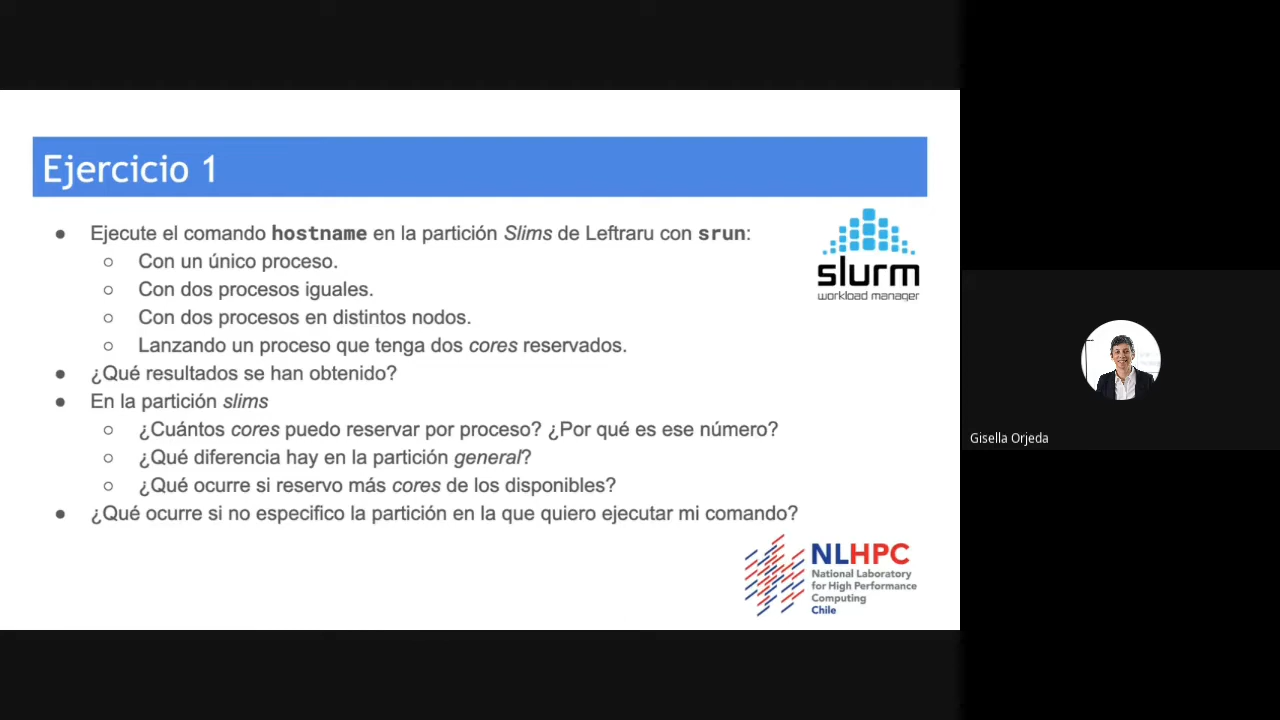 Ejercicio 1
● Ejecute el comando hostname en la partición Slims de Leftraru con srun:
○ Con un único proceso.
○ Con dos procesos iguales.
○ Con dos procesos en distintos nodos.
○ Lanzando un proceso que tenga dos cores reservados.
● ¿Qué resultados se han obtenido?
● En la partición slims
○ ¿Cuántos cores puedo reservar por proceso? ¿Por qué es ese número?
○ ¿Qué diferencia hay en la partición general?
○ ¿Qué ocurre si reservo más cores de los disponibles?
● ¿Qué ocurre si no especifico la partición en la que quiero ejecutar mi comando?
slurm
workload manager
NLHPC
National Laboratory
for High Performance
Computing
Chile
Gisella Orjeda